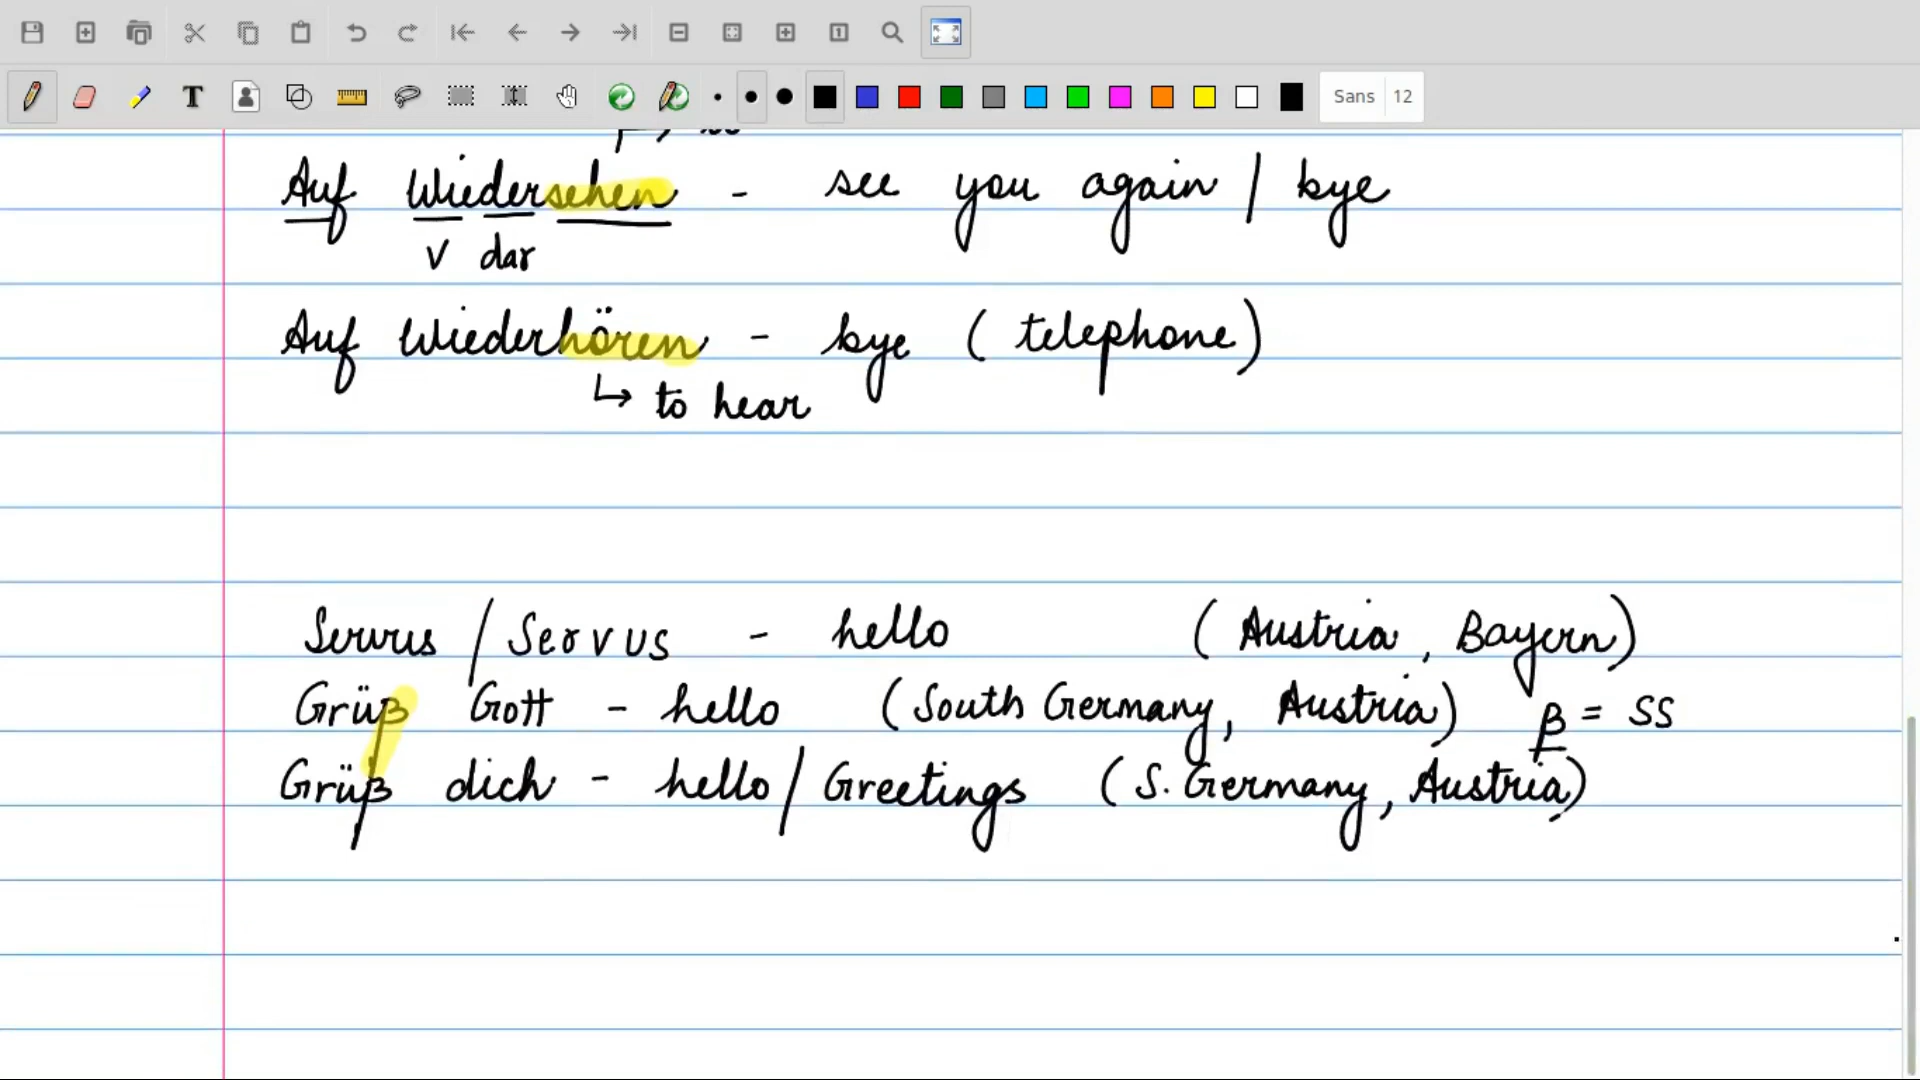 T Sans 12
Auf Wiedersehen - see you again / bye
v dar
Auf Wiederhören - bye (telephone)
↳ to hear
Servus / Servus - hello (Austria, Bayern)
Grüß Gott - hello (South Germany, Austria) β = ss
Grüß dich - hello / Greetings (S. Germany, Austria)